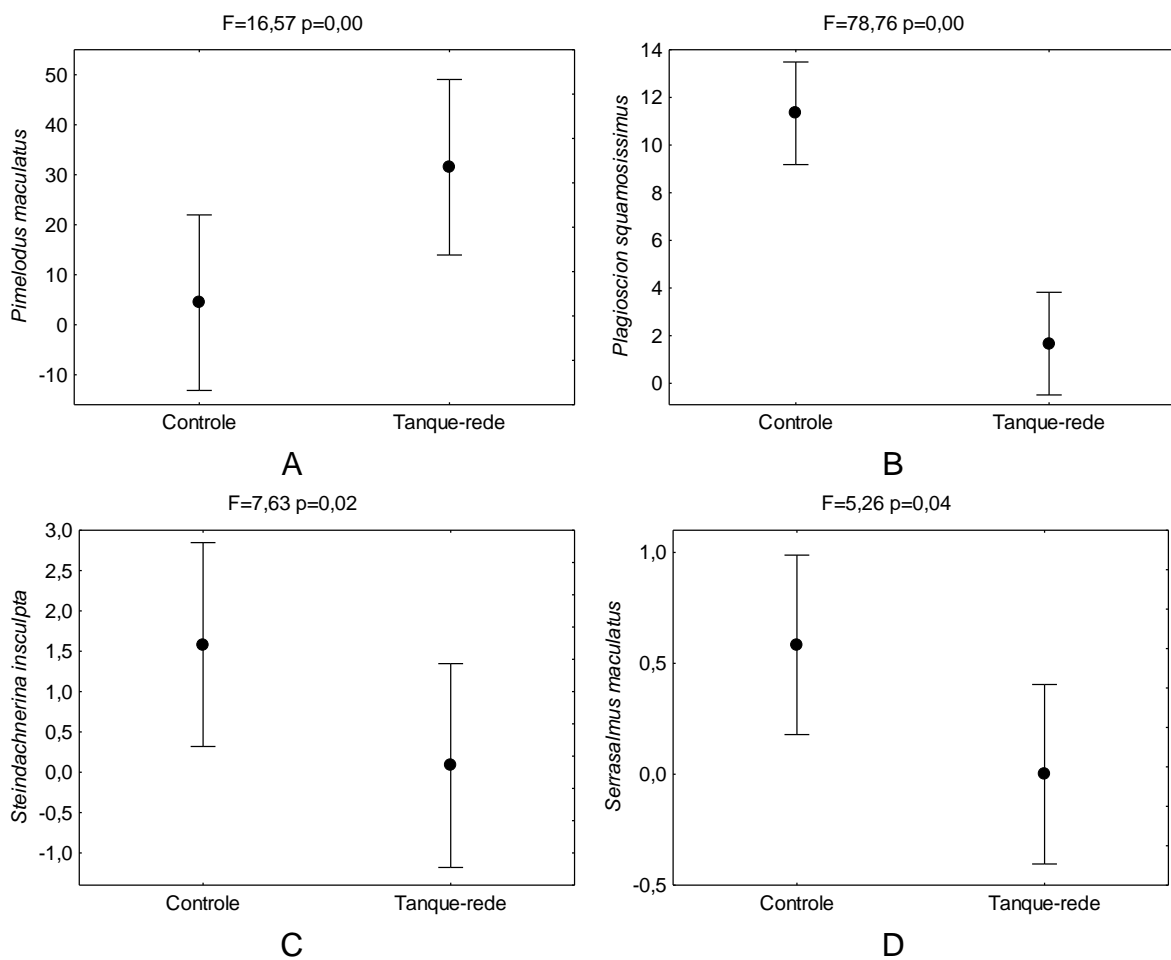 F=16,57 p=0,00
Pimelodus maculatus
50
40
30
20
10
0
-10
Controle Tanque-rede
A
F=78,76 p=0,00
Plagioscion squamosissimus
14
12
10
8
6
4
2
0
Controle Tanque-rede
B
F=7,63 p=0,02
Steindachnerina insculpta
3,0
2,5
2,0
1,5
1,0
0,5
0,0
-0,5
-1,0
Controle Tanque-rede
C
F=5,26 p=0,04
Serrasalmus maculatus
1,0
0,5
0,0
-0,5
Controle Tanque-rede
D